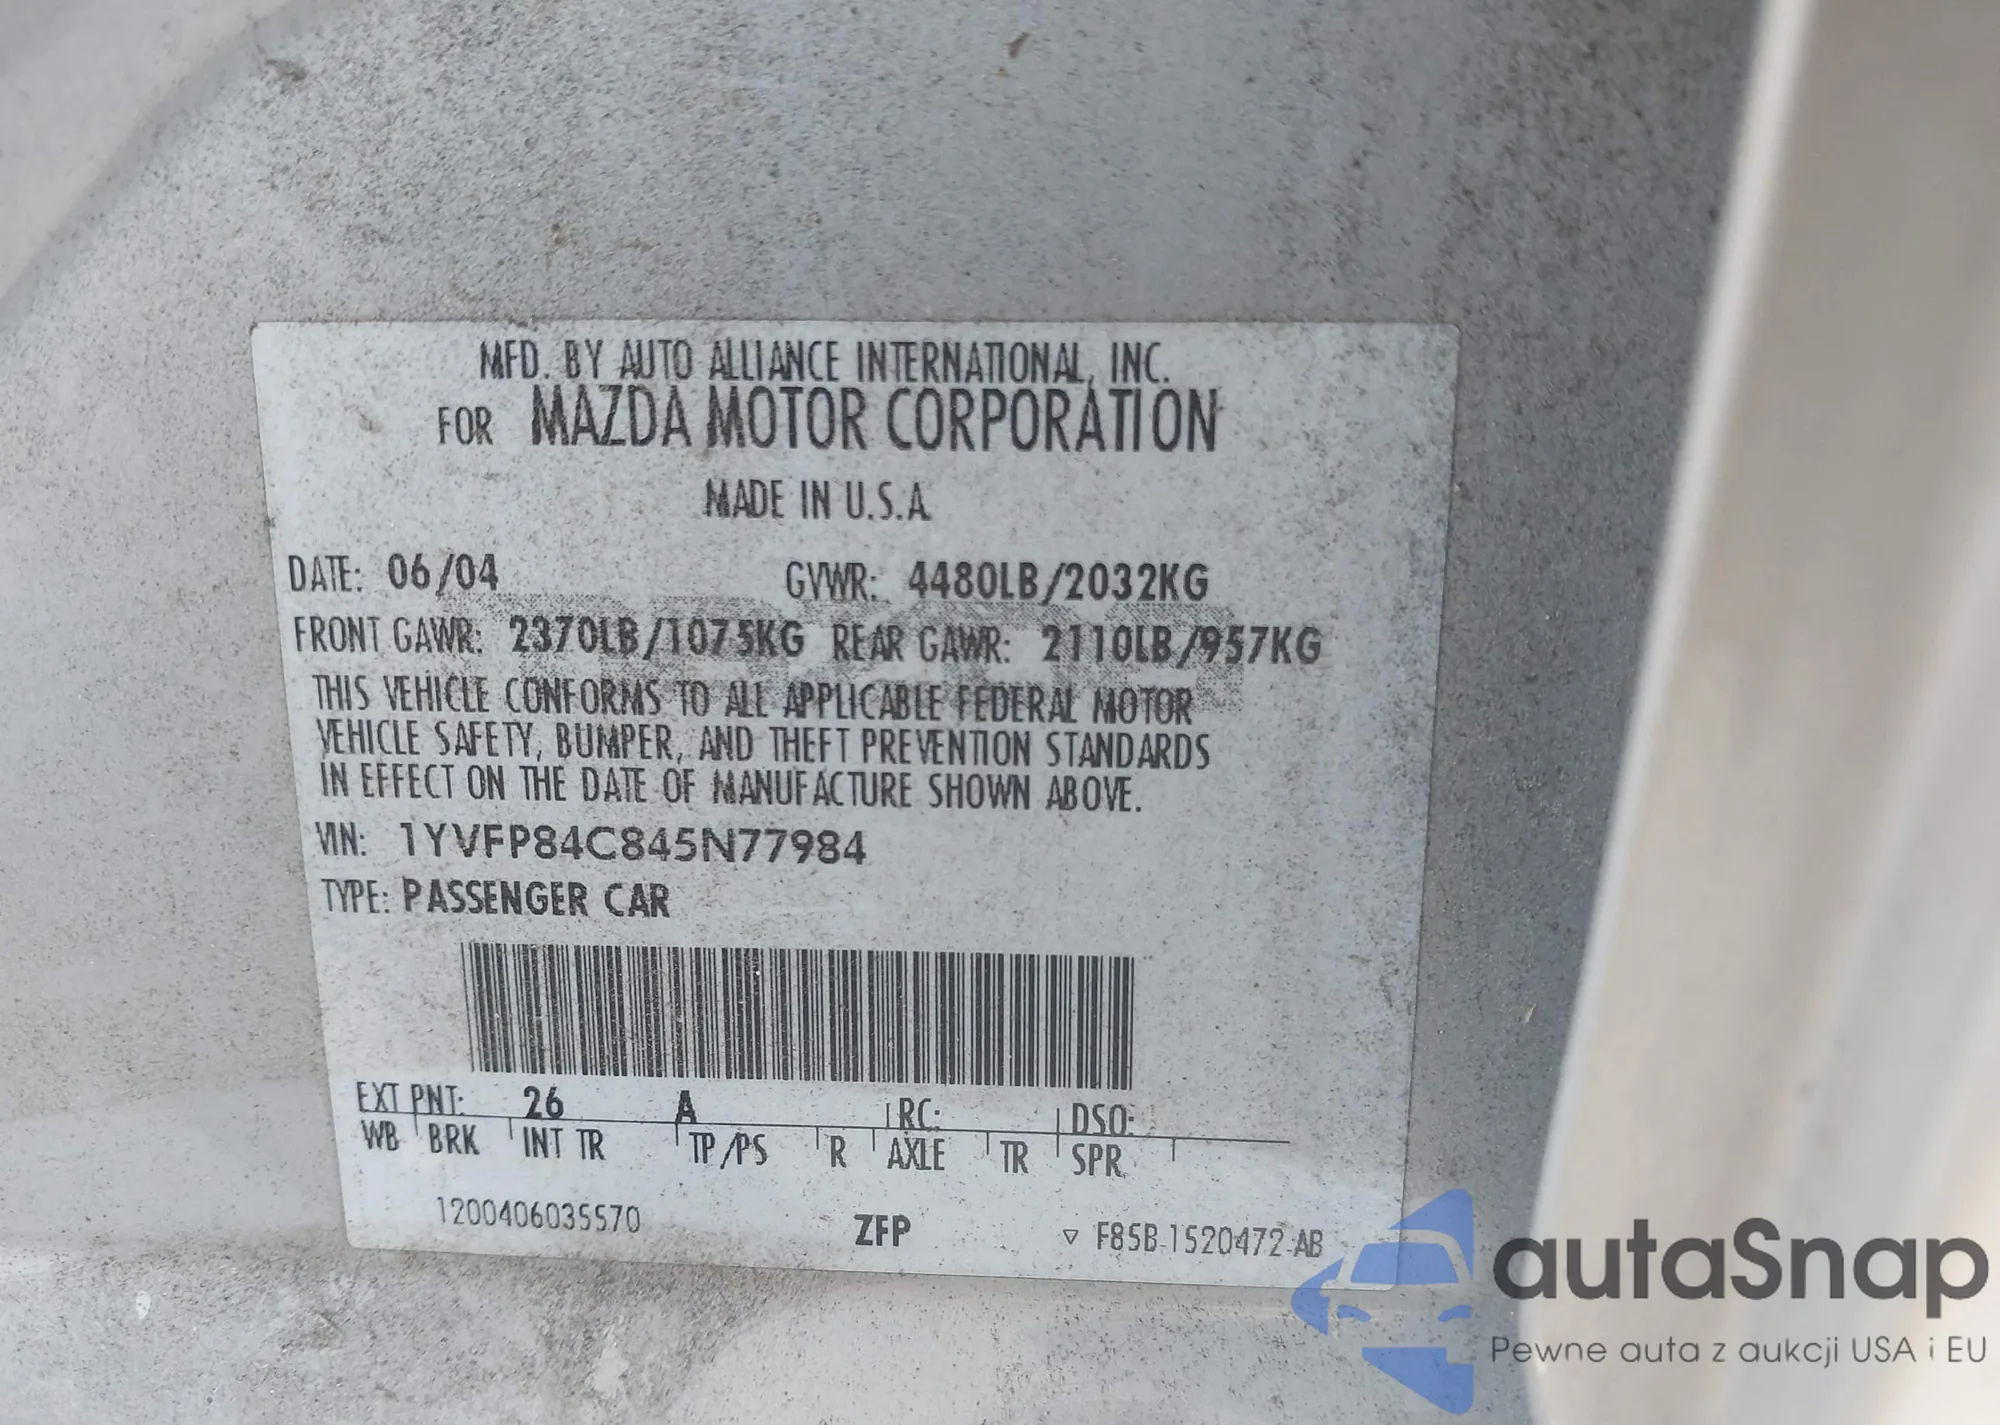 MFD. BY AUTO ALLIANCE INTERNATIONAL, INC.
FOR MAZDA MOTOR CORPORATION
MADE IN U.S.A.
DATE: 06/04 GVWR: 4480LB/2032KG
FRONT GAWR: 2370LB/1075KG REAR GAWR: 2110LB/957KG
THIS VEHICLE CONFORMS TO ALL APPLICABLE FEDERAL MOTOR
VEHICLE SAFETY, BUMPER, AND THEFT PREVENTION STANDARDS
IN EFFECT ON THE DATE OF MANUFACTURE SHOWN ABOVE.
VIN: 1YVFP84C845N77984
TYPE: PASSENGER CAR
EXT PNT: 26 A RC: DSO:
WB BRK INT TR TP/PS R AXLE TR SPR
1200406035570 ZFP F85B-1520472-AB
autaSnap
Pewne auta z aukcji USA i EU